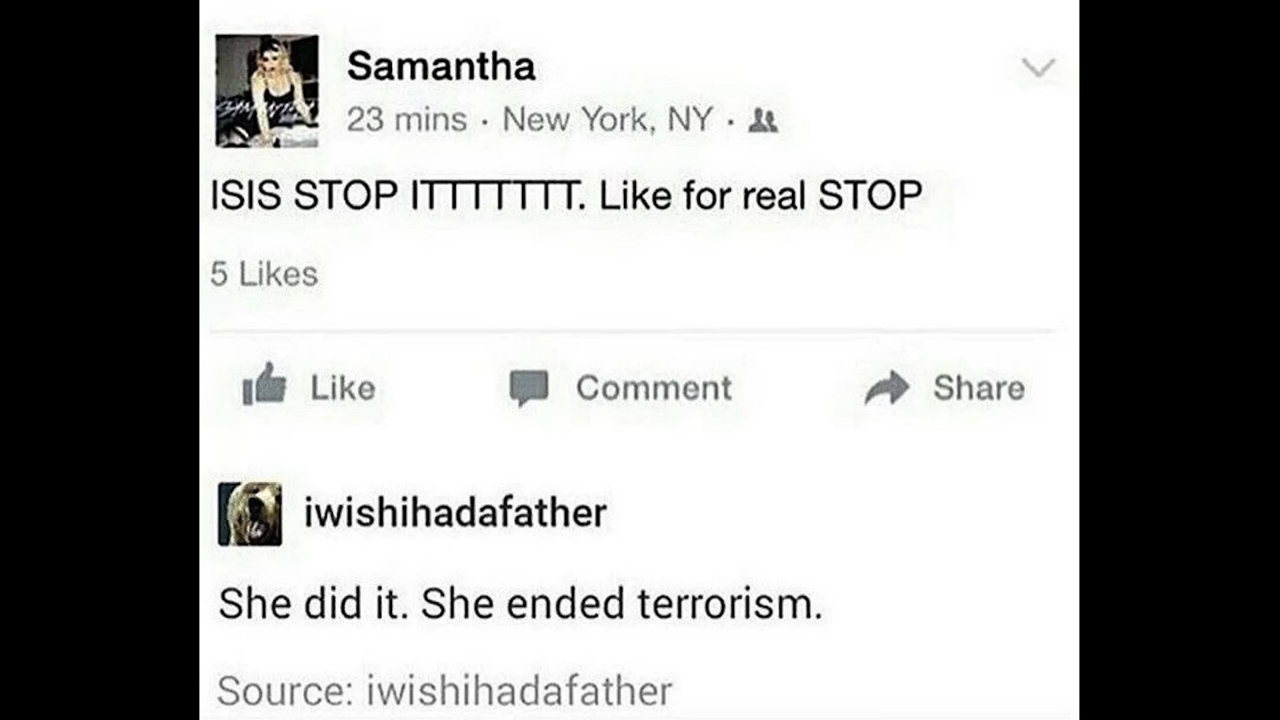 Samantha
23 mins · New York, NY ·
ISIS STOP ITTTTTTT. Like for real STOP
5 Likes
Like Comment Share
iwishihadafather
She did it. She ended terrorism.
Source: iwishihadafather